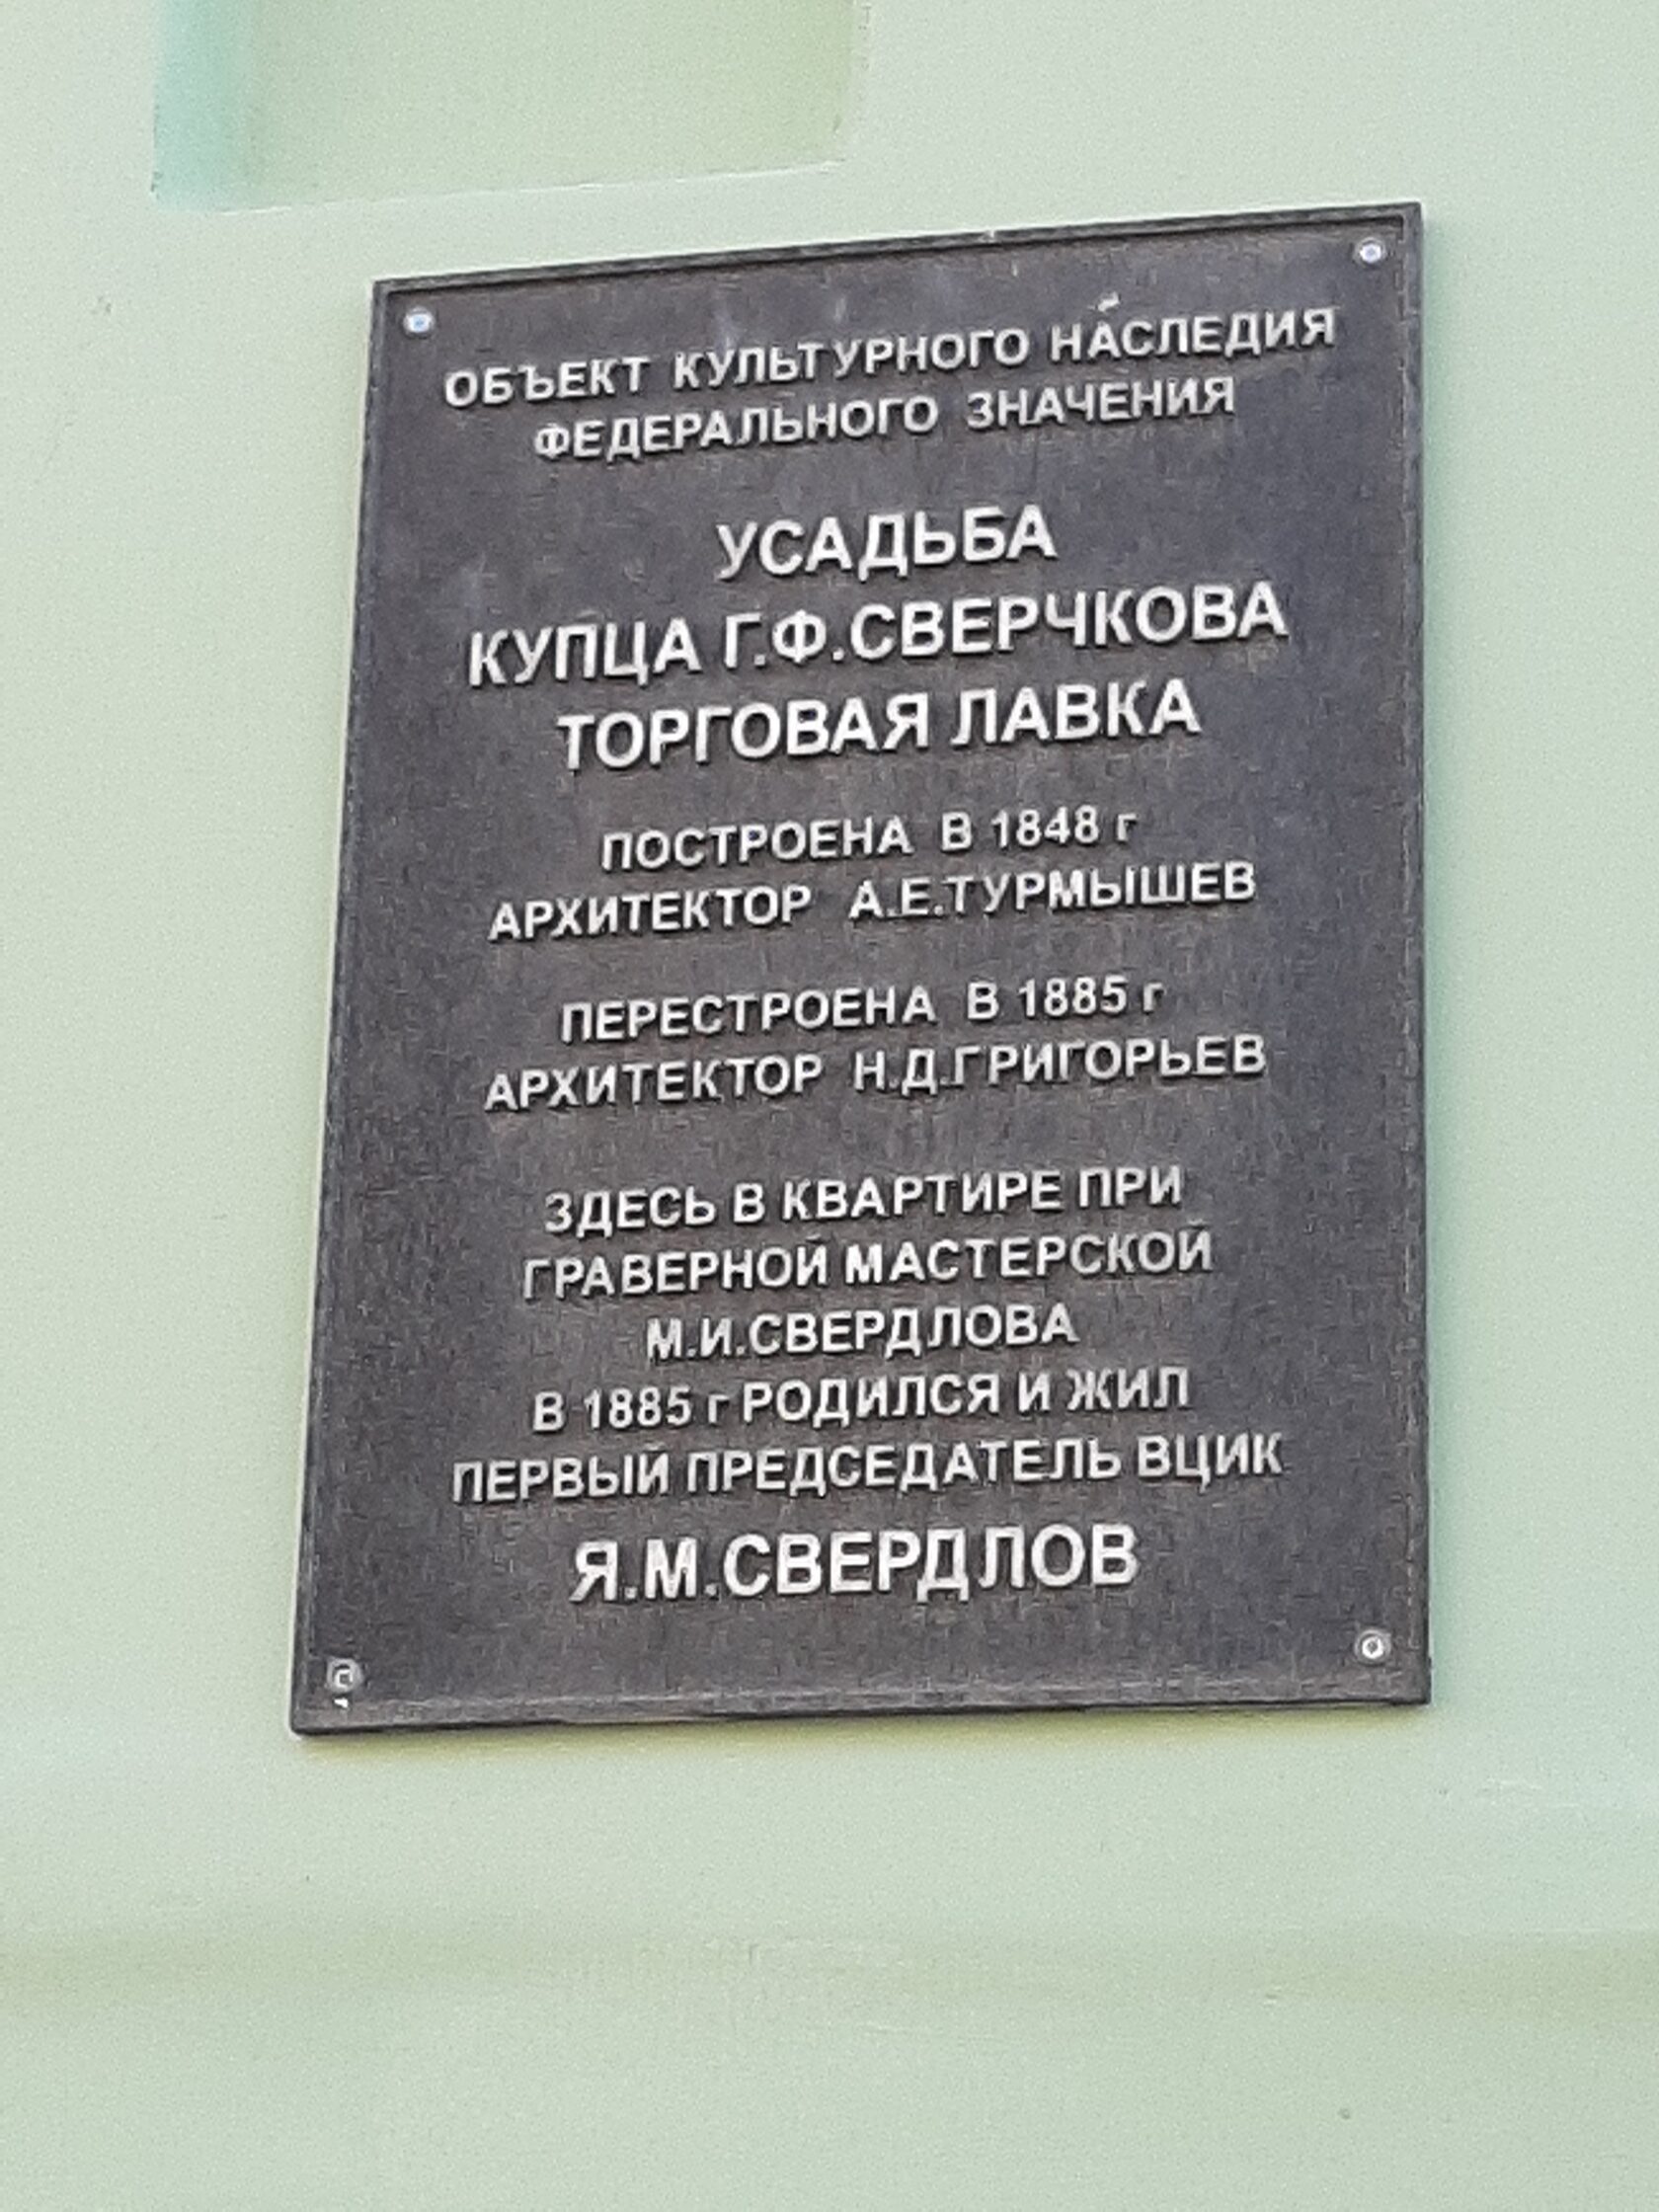 ОБЪЕКТ КУЛЬТУРНОГО НАСЛЕДИЯ
ФЕДЕРАЛЬНОГО ЗНАЧЕНИЯ
УСАДЬБА
КУПЦА Г.Ф.СВЕРЧКОВА
ТОРГОВАЯ ЛАВКА
ПОСТРОЕНА В 1848 г
АРХИТЕКТОР А.Е.ТУРМЫШЕВ
ПЕРЕСТРОЕНА В 1885 г
АРХИТЕКТОР Н.Д.ГРИГОРЬЕВ
ЗДЕСЬ В КВАРТИРЕ ПРИ
ГРАВЕРНОЙ МАСТЕРСКОЙ
М.И.СВЕРДЛОВА
В 1885 г РОДИЛСЯ И ЖИЛ
ПЕРВЫЙ ПРЕДСЕДАТЕЛЬ ВЦИК
Я.М.СВЕРДЛОВ